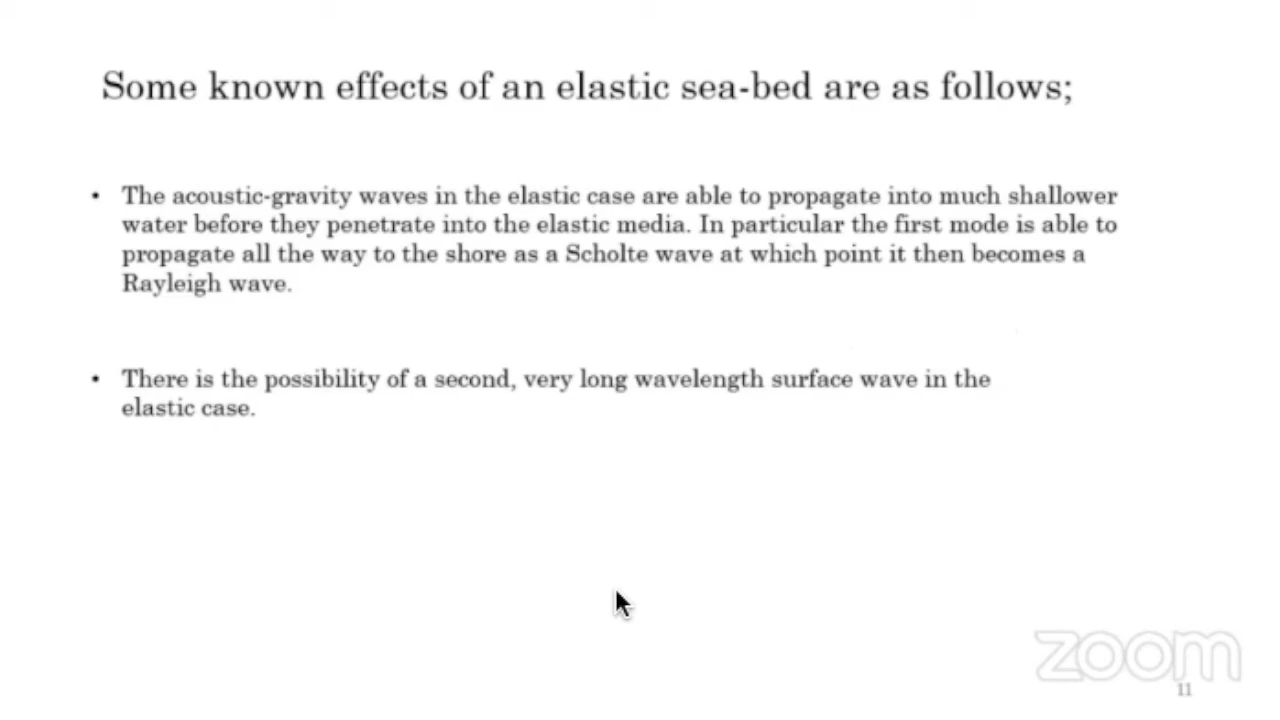 Some known effects of an elastic sea-bed are as follows;
• The acoustic-gravity waves in the elastic case are able to propagate into much shallower
water before they penetrate into the elastic media. In particular the first mode is able to
propagate all the way to the shore as a Scholte wave at which point it then becomes a
Rayleigh wave.
• There is the possibility of a second, very long wavelength surface wave in the
elastic case.
zoom
11